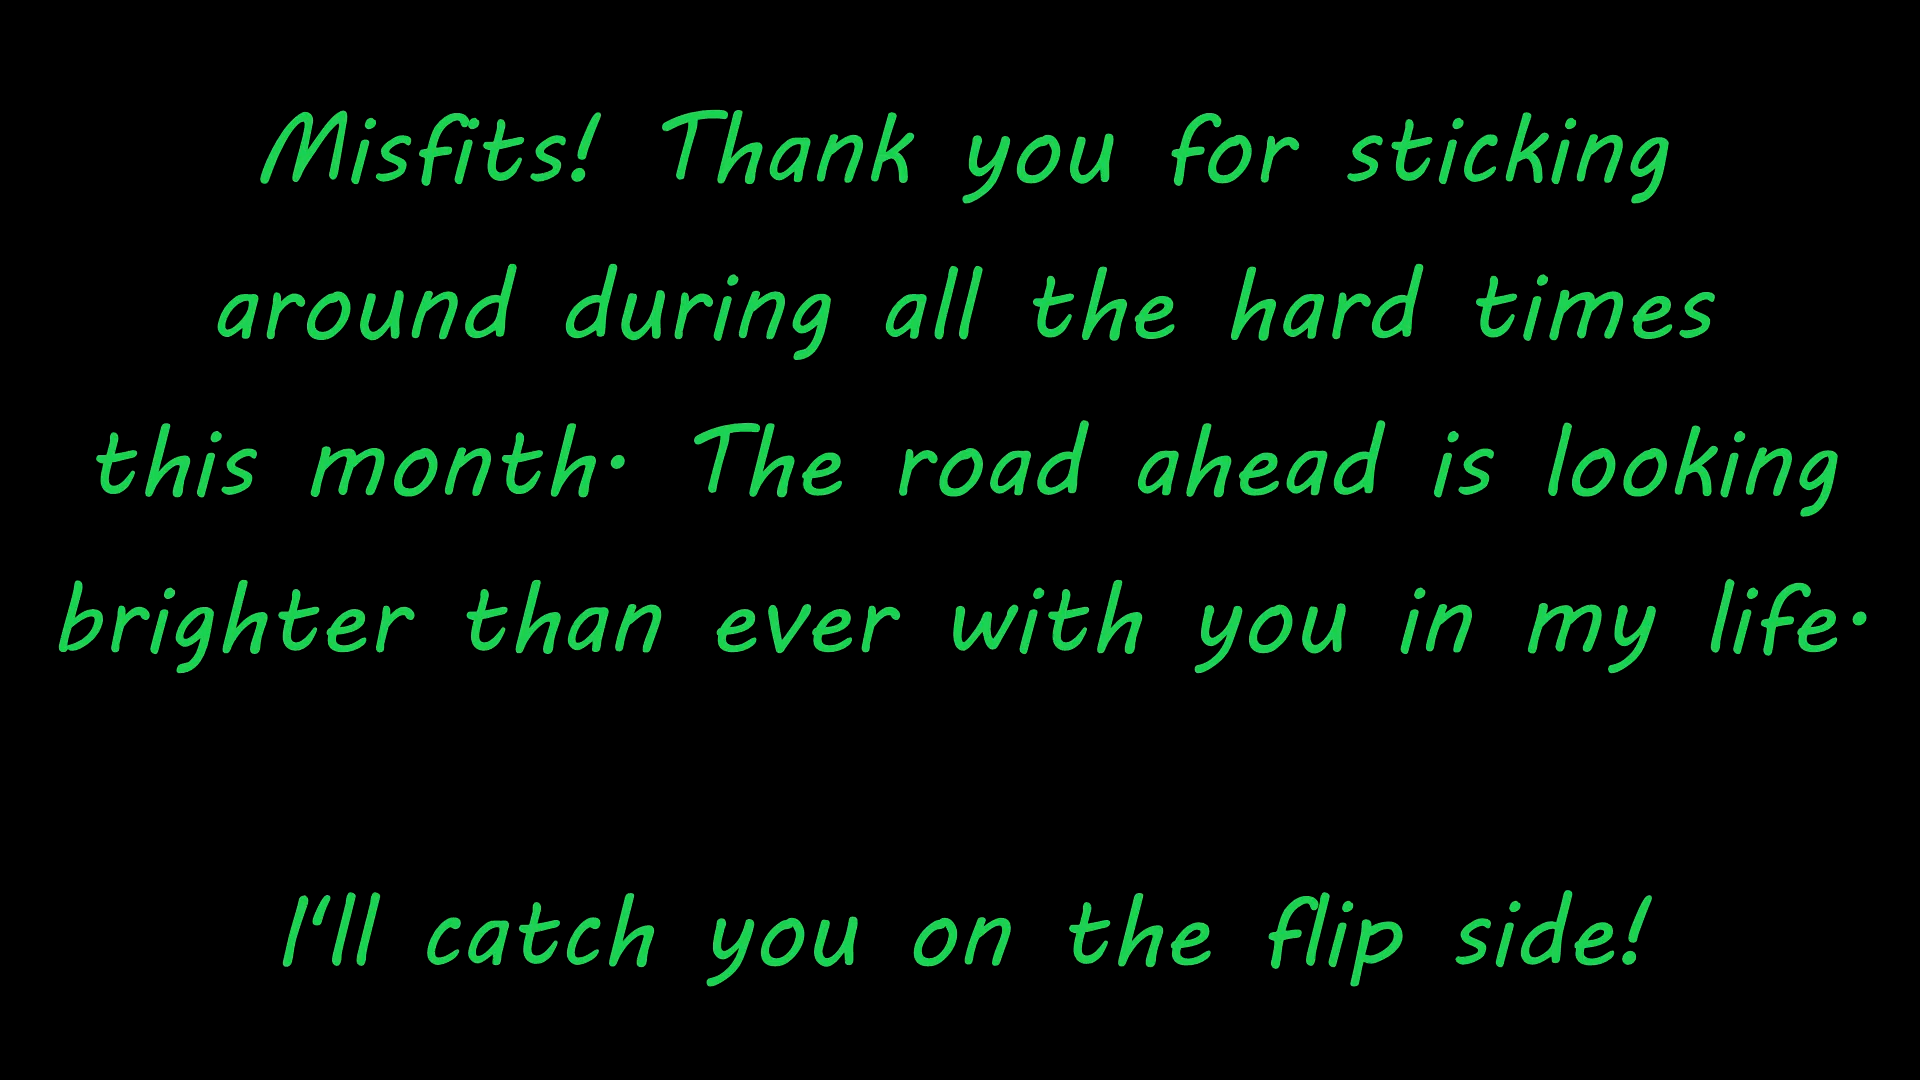 Misfits! Thank you for sticking
around during all the hard times
this month. The road ahead is looking
brighter than ever with you in my life.
I'll catch you on the flip side!